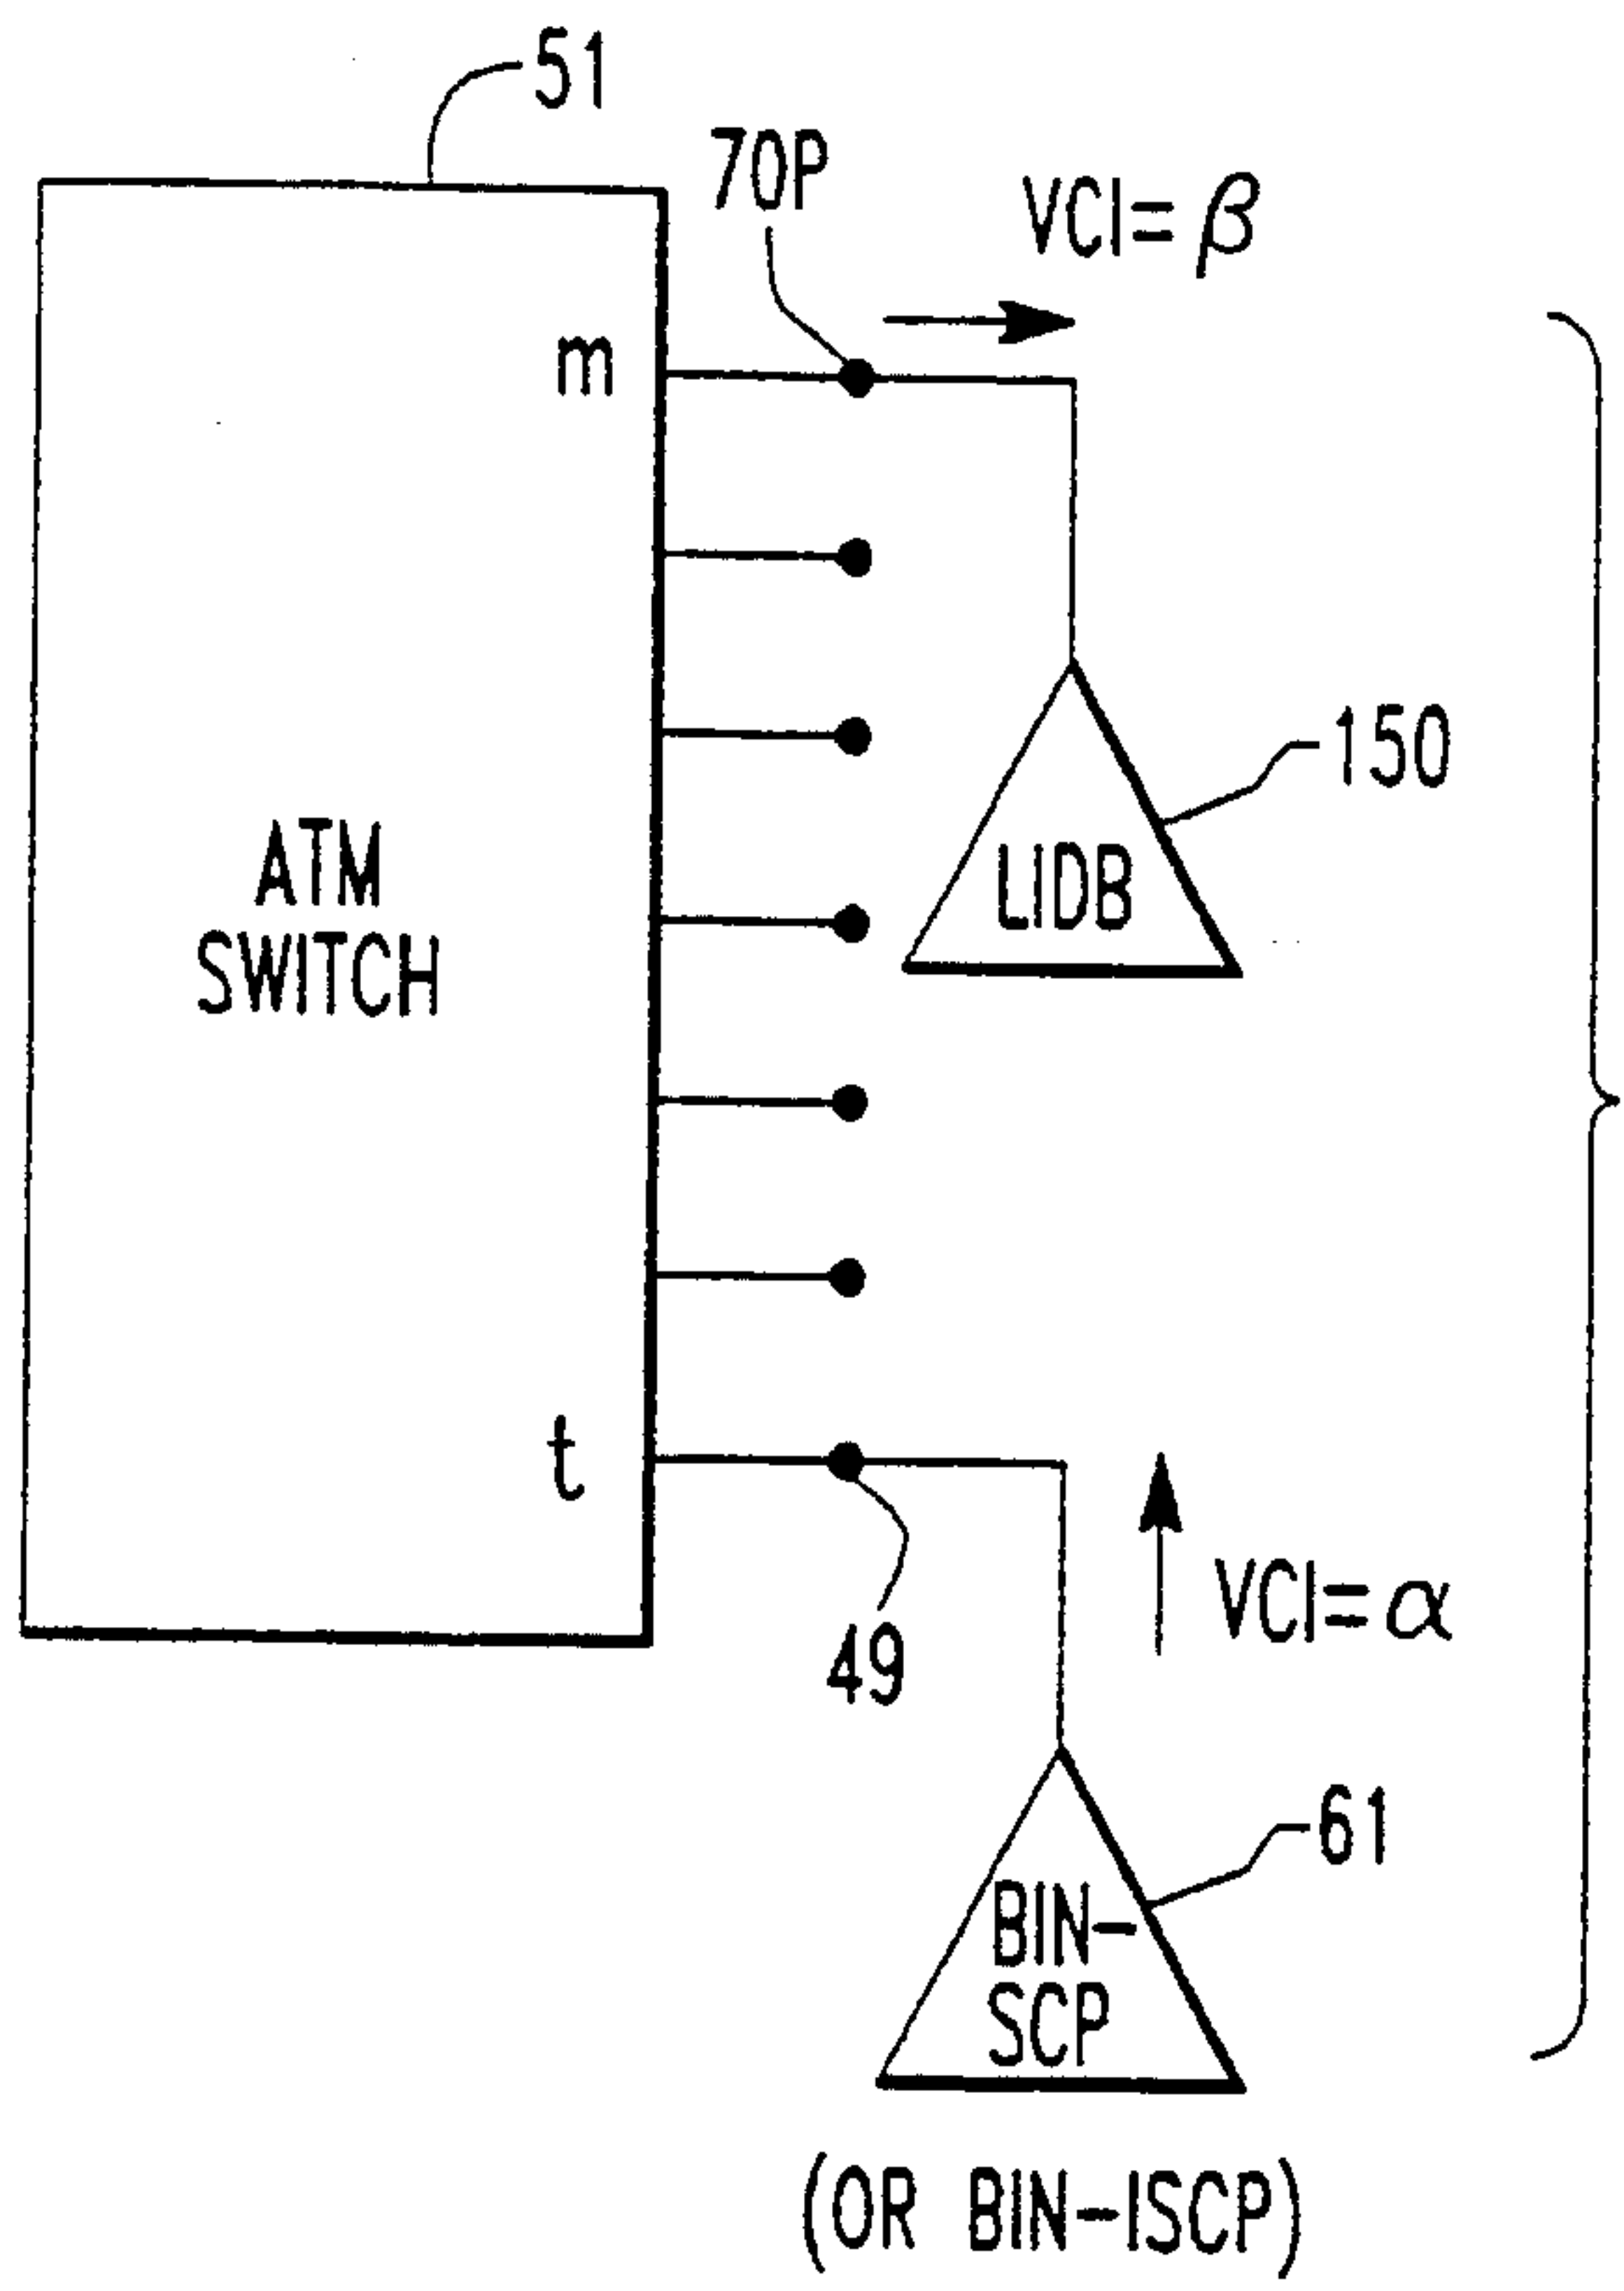 51
70P
VCI=β
m
150
ATM
SWITCH
LIDB
t
49
VCI=α
61
BIN-
SCP
(OR BIN-ISCP)